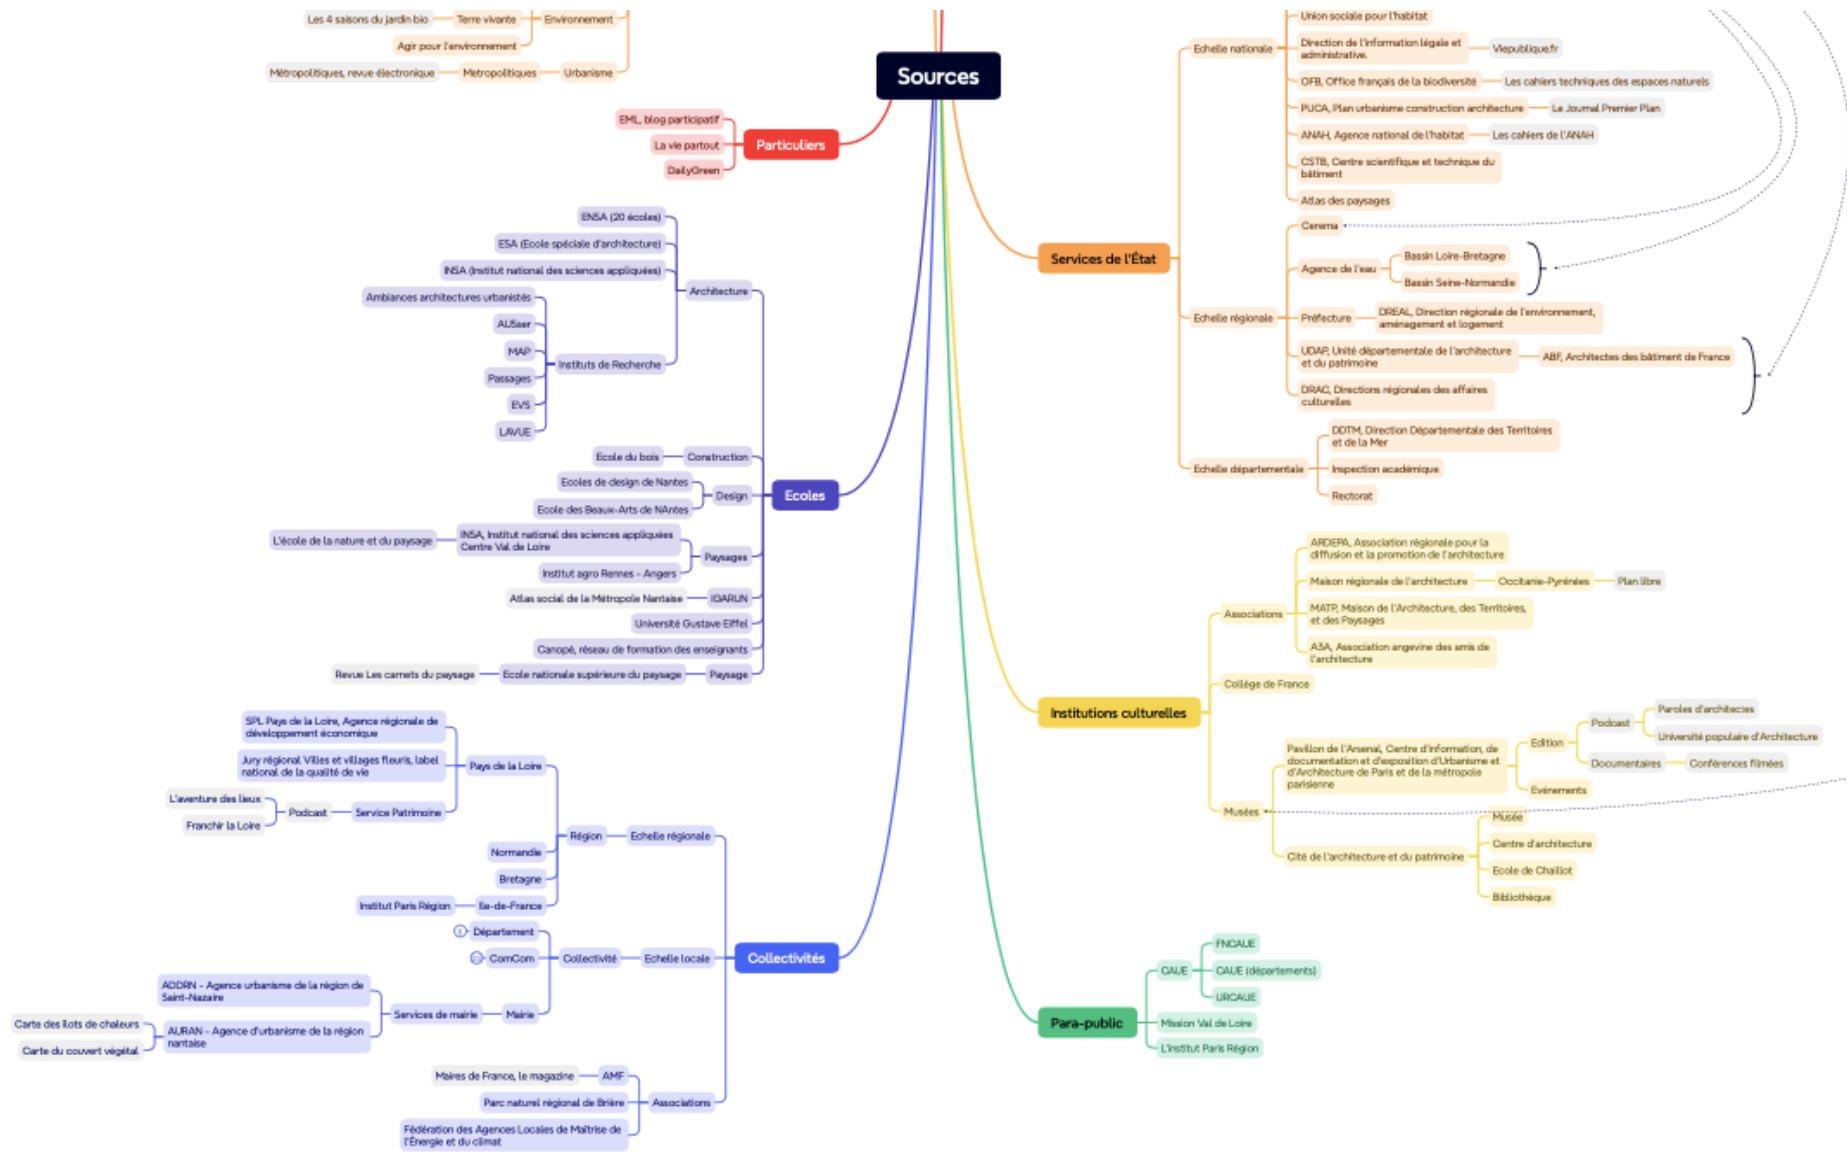 Sources
Les 4 saisons du jardin bio
Terre vivante
Environnement
Agir pour l'environnement
Métropolitiques, revue électronique
Metropolitiques
Urbanisme
Particuliers
EML, blog participatif
La vie partout
DailyGreen
Ecoles
Architecture
ENSA (20 écoles)
ESA (Ecole spéciale d'architecture)
INSA (Institut national des sciences appliquées)
Instituts de Recherche
Ambiances architectures urbanistés
AUSser
MAP
Passages
EVS
LAVUE
Construction
Ecole du bois
Design
Ecoles de design de Nantes
Ecole des Beaux-Arts de NAntes
Paysages
INSA, Institut national des sciences appliquées
Centre Val de Loire
L'école de la nature et du paysage
Institut agro Rennes - Angers
IGARUN
Atlas social de la Métropole Nantaise
Université Gustave Eiffel
Canopé, réseau de formation des enseignants
Paysage
Ecole nationale supérieure du paysage
Revue Les carnets du paysage
Collectivités
Echelle régionale
Région
Pays de la Loire
SPL Pays de la Loire, Agence régionale de
développement économique
Jury régional Villes et villages fleuris, label
national de la qualité de vie
Service Patrimoine
Podcast
L'aventure des lieux
Franchir la Loire
Normandie
Bretagne
Ile-de-France
Institut Paris Région
Echelle locale
Collectivité
Département
ComCom
Mairie
Services de mairie
ADDRN - Agence urbanisme de la région de
Saint-Nazaire
AURAN - Agence d'urbanisme de la région
nantaise
Carte des îlots de chaleurs
Carte du couvert végétal
Associations
AMF
Maires de France, le magazine
Parc naturel régional de Brière
Fédération des Agences Locales de Maîtrise de
l'Énergie et du climat
Services de l'État
Echelle nationale
Union sociale pour l'habitat
Direction de l'information légale et
administrative.
Viepublique.fr
OFB, Office français de la biodiversité
Les cahiers techniques des espaces naturels
PUCA, Plan urbanisme construction architecture
Le Journal Premier Plan
ANAH, Agence national de l'habitat
Les cahiers de l'ANAH
CSTB, Centre scientifique et technique du
bâtiment
Atlas des paysages
Echelle régionale
Cerema
Agence de l'eau
Bassin Loire-Bretagne
Bassin Seine-Normandie
Préfecture
DREAL, Direction régionale de l'environnement,
aménagement et logement
UDAP, Unité départementale de l'architecture
et du patrimoine
ABF, Architectes des bâtiment de France
DRAC, Directions régionales des affaires
culturelles
Echelle départementale
DDTM, Direction Départementale des Territoires
et de la Mer
Inspection académique
Rectorat
Institutions culturelles
Associations
ARDEPA, Association régionale pour la
diffusion et la promotion de l'architecture
Maison régionale de l'architecture
Occitanie-Pyrénées
Plan libre
MATP, Maison de l'Architecture, des Territoires,
et des Paysages
A3A, Association angevine des amis de
l'architecture
Collège de France
Musées
Pavillon de l'Arsenal, Centre d'information, de
documentation et d'exposition d'Urbanisme et
d'Architecture de Paris et de la métropole
parisienne
Edition
Podcast
Paroles d'architectes
Université populaire d'Architecture
Documentaires
Conférences filmées
Evénements
Cité de l'architecture et du patrimoine
Musée
Centre d'architecture
Ecole de Chaillot
Bibliothèque
Para-public
CAUE
FNCAUE
CAUE (départements)
URCAUE
Mission Val de Loire
L'institut Paris Région